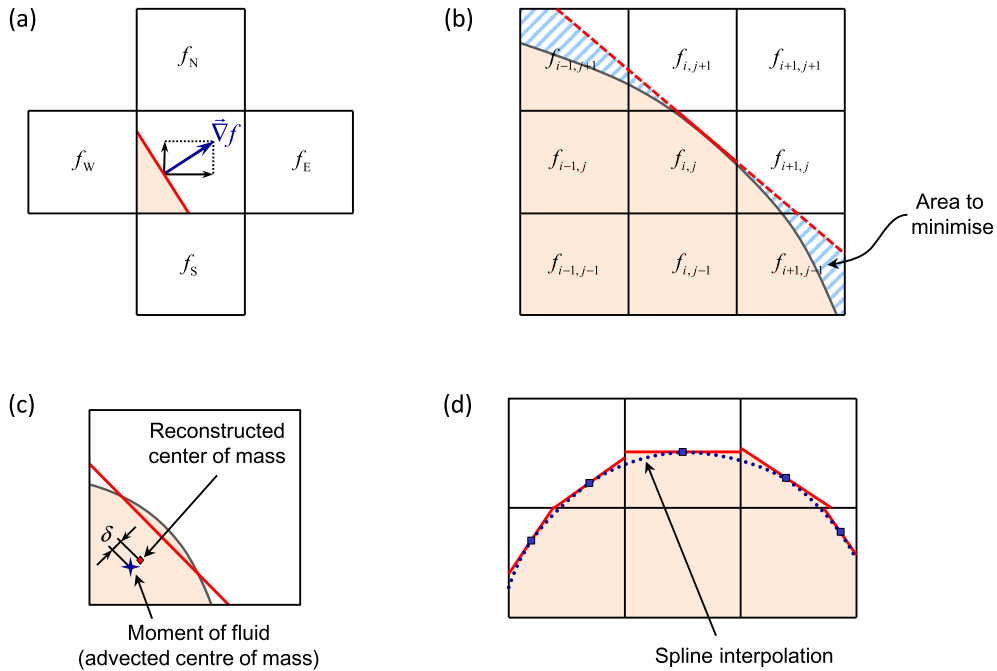 (a)
f_N
∇⃗f
f_W
f_E
f_S
(b)
f_{i−1,j+1}
f_{i,j+1}
f_{i+1,j+1}
f_{i−1,j}
f_{i,j}
f_{i+1,j}
f_{i−1,j−1}
f_{i,j−1}
f_{i+1,j−1}
Area to
minimise
(c)
Reconstructed
center of mass
δ
Moment of fluid
(advected centre of mass)
(d)
Spline interpolation